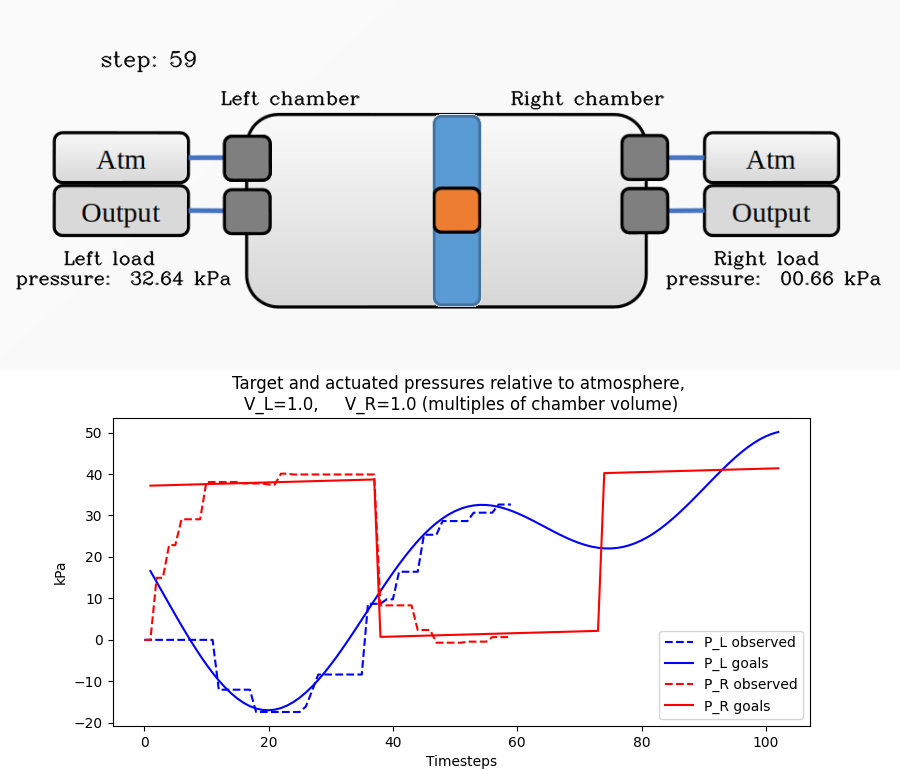 step: 59
Left chamber
Right chamber
Atm
Atm
Output
Output
Left load
pressure: 32.64 kPa
Right load
pressure: 00.66 kPa
Target and actuated pressures relative to atmosphere,
V_L=1.0, V_R=1.0 (multiples of chamber volume)
kPa
50
40
30
20
10
0
−10
−20
0 20 40 60 80 100
Timesteps
P_L observed
P_L goals
P_R observed
P_R goals